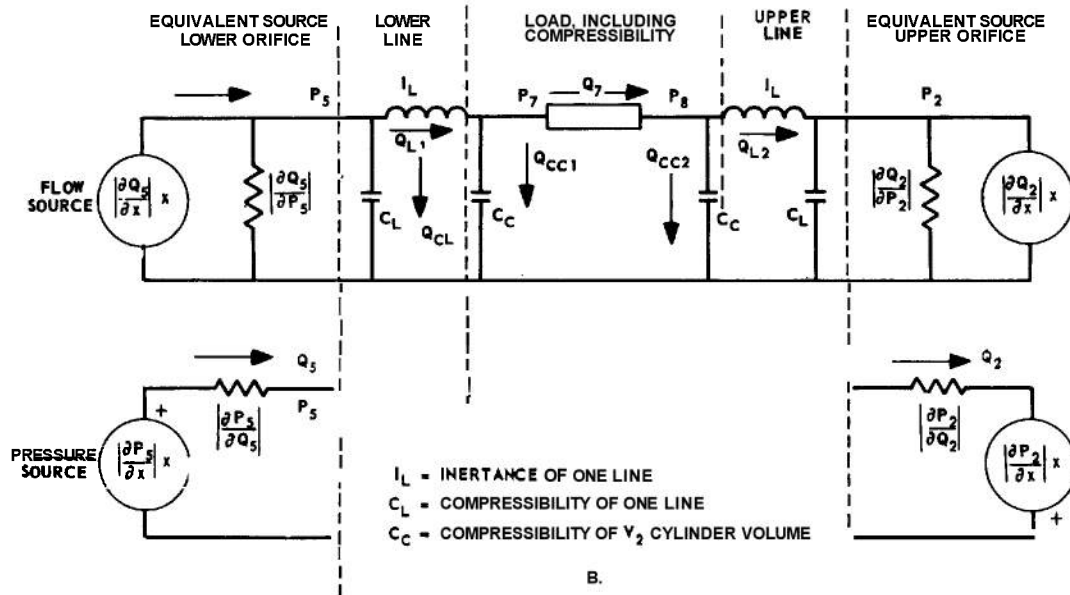 EQUIVALENT SOURCE
LOWER ORIFICE
LOWER
LINE
LOAD, INCLUDING
COMPRESSIBILITY
UPPER
LINE
EQUIVALENT SOURCE
UPPER ORIFICE
P5
IL
P7
Q7
P8
IL
P2
QL1
QCC1
QCC2
QL2
FLOW
SOURCE
|∂Q5/∂x| x
|∂Q5/∂P5|
CL
QCL
CC
CC
CL
|∂Q2/∂P2|
|∂Q2/∂x| x
Q5
P5
Q2
PRESSURE
SOURCE
+
|∂P5/∂x| x
|∂P5/∂Q5|
|∂P2/∂Q2|
|∂P2/∂x| x
+
IL = INERTANCE OF ONE LINE
CL = COMPRESSIBILITY OF ONE LINE
CC = COMPRESSIBILITY OF V2 CYLINDER VOLUME
B.